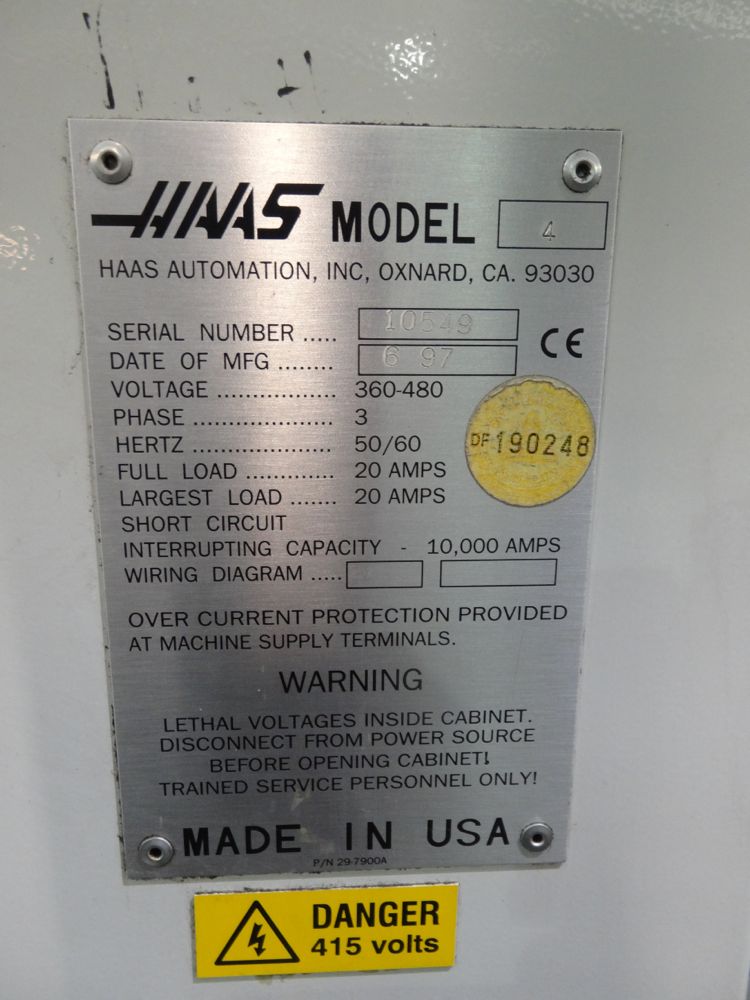 HAAS MODEL 4
HAAS AUTOMATION, INC, OXNARD, CA. 93030
SERIAL NUMBER ..... 10549
DATE OF MFG ........ 6 97
CE
VOLTAGE ................. 360-480
PHASE ..................... 3
HERTZ ..................... 50/60
DF 190248
FULL LOAD ............. 20 AMPS
LARGEST LOAD ....... 20 AMPS
SHORT CIRCUIT
INTERRUPTING CAPACITY - 10,000 AMPS
WIRING DIAGRAM .....
OVER CURRENT PROTECTION PROVIDED
AT MACHINE SUPPLY TERMINALS.
WARNING
LETHAL VOLTAGES INSIDE CABINET.
DISCONNECT FROM POWER SOURCE
BEFORE OPENING CABINET!
TRAINED SERVICE PERSONNEL ONLY!
MADE IN USA
P/N 29-7900A
DANGER
415 volts